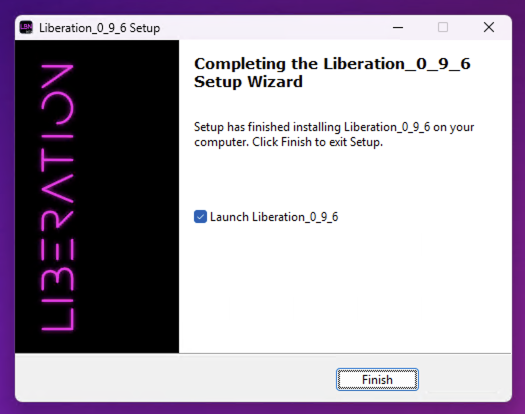 Liberation_0_9_6 Setup
LIBERATION
Completing the Liberation_0_9_6
Setup Wizard
Setup has finished installing Liberation_0_9_6 on your
computer. Click Finish to exit Setup.
Launch Liberation_0_9_6
Finish